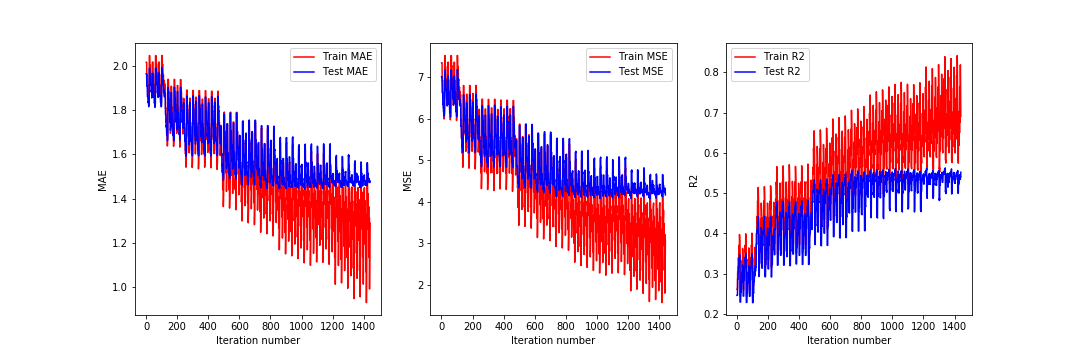 Train MAE
Test MAE
MAE
2.0
1.8
1.6
1.4
1.2
1.0
0 200 400 600 800 1000 1200 1400
Iteration number
Train MSE
Test MSE
MSE
7
6
5
4
3
2
0 200 400 600 800 1000 1200 1400
Iteration number
Train R2
Test R2
R2
0.8
0.7
0.6
0.5
0.4
0.3
0.2
0 200 400 600 800 1000 1200 1400
Iteration number